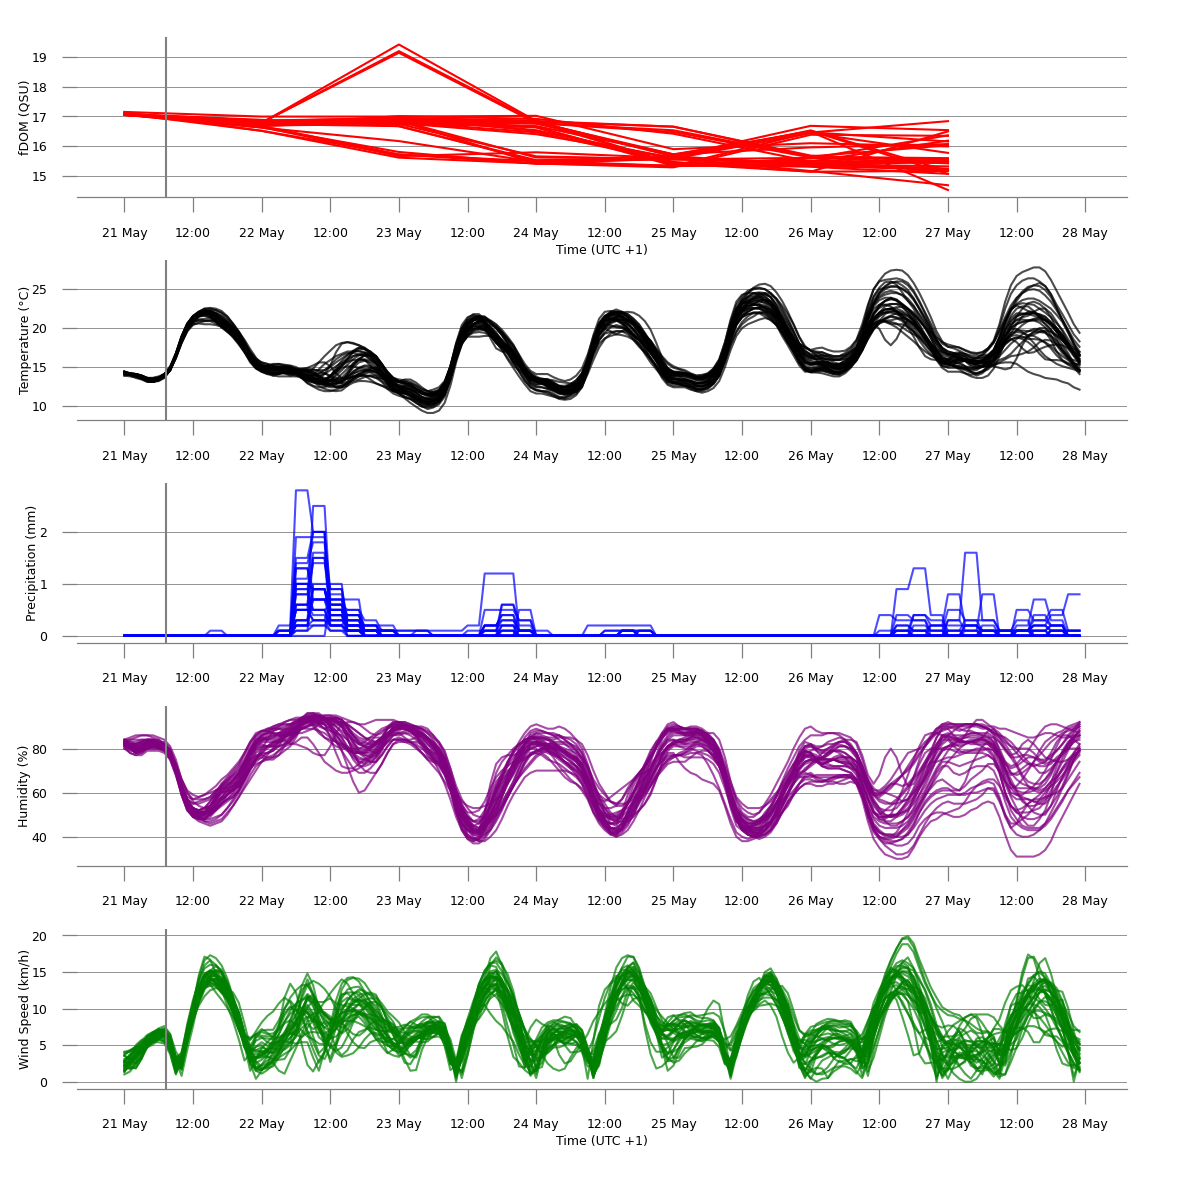 fDOM (QSU)
19
18
17
16
15
21 May 12:00 22 May 12:00 23 May 12:00 24 May 12:00 25 May 12:00 26 May 12:00 27 May 12:00 28 May
Time (UTC +1)
Temperature (°C)
25
20
15
10
21 May 12:00 22 May 12:00 23 May 12:00 24 May 12:00 25 May 12:00 26 May 12:00 27 May 12:00 28 May
Precipitation (mm)
2
1
0
21 May 12:00 22 May 12:00 23 May 12:00 24 May 12:00 25 May 12:00 26 May 12:00 27 May 12:00 28 May
Humidity (%)
80
60
40
21 May 12:00 22 May 12:00 23 May 12:00 24 May 12:00 25 May 12:00 26 May 12:00 27 May 12:00 28 May
Wind Speed (km/h)
20
15
10
5
0
21 May 12:00 22 May 12:00 23 May 12:00 24 May 12:00 25 May 12:00 26 May 12:00 27 May 12:00 28 May
Time (UTC +1)